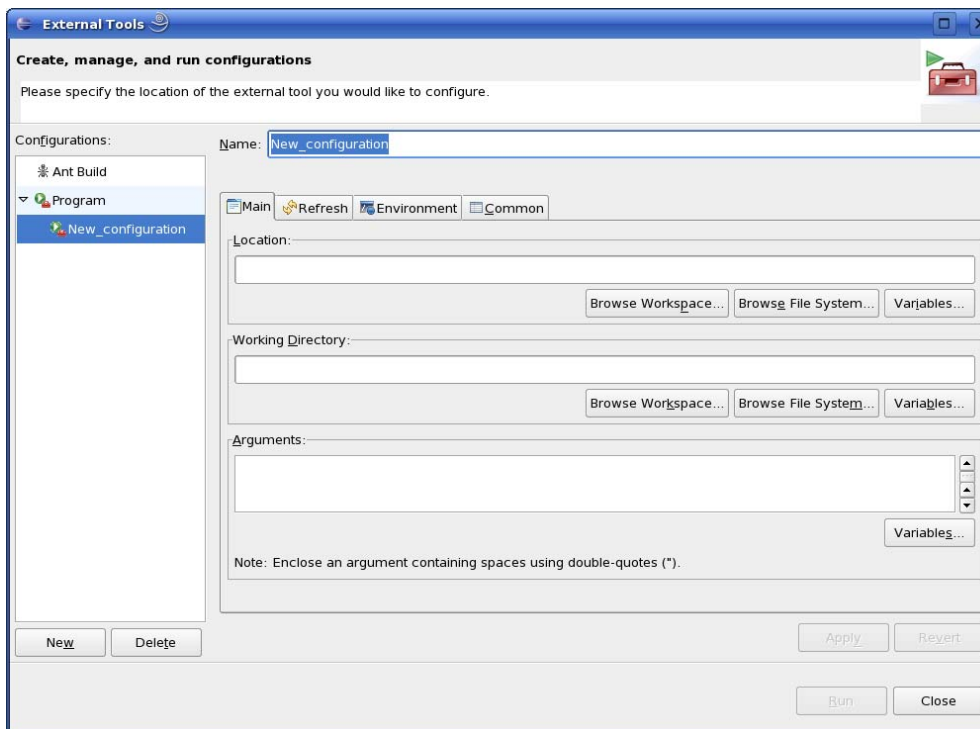 External Tools
Create, manage, and run configurations
Please specify the location of the external tool you would like to configure.
Configurations:
Name: New_configuration
Ant Build
Program
New_configuration
Main Refresh Environment Common
Location:
Browse Workspace... Browse File System... Variables...
Working Directory:
Browse Workspace... Browse File System... Variables...
Arguments:
Variables...
Note: Enclose an argument containing spaces using double-quotes (").
New Delete
Apply Revert
Run Close